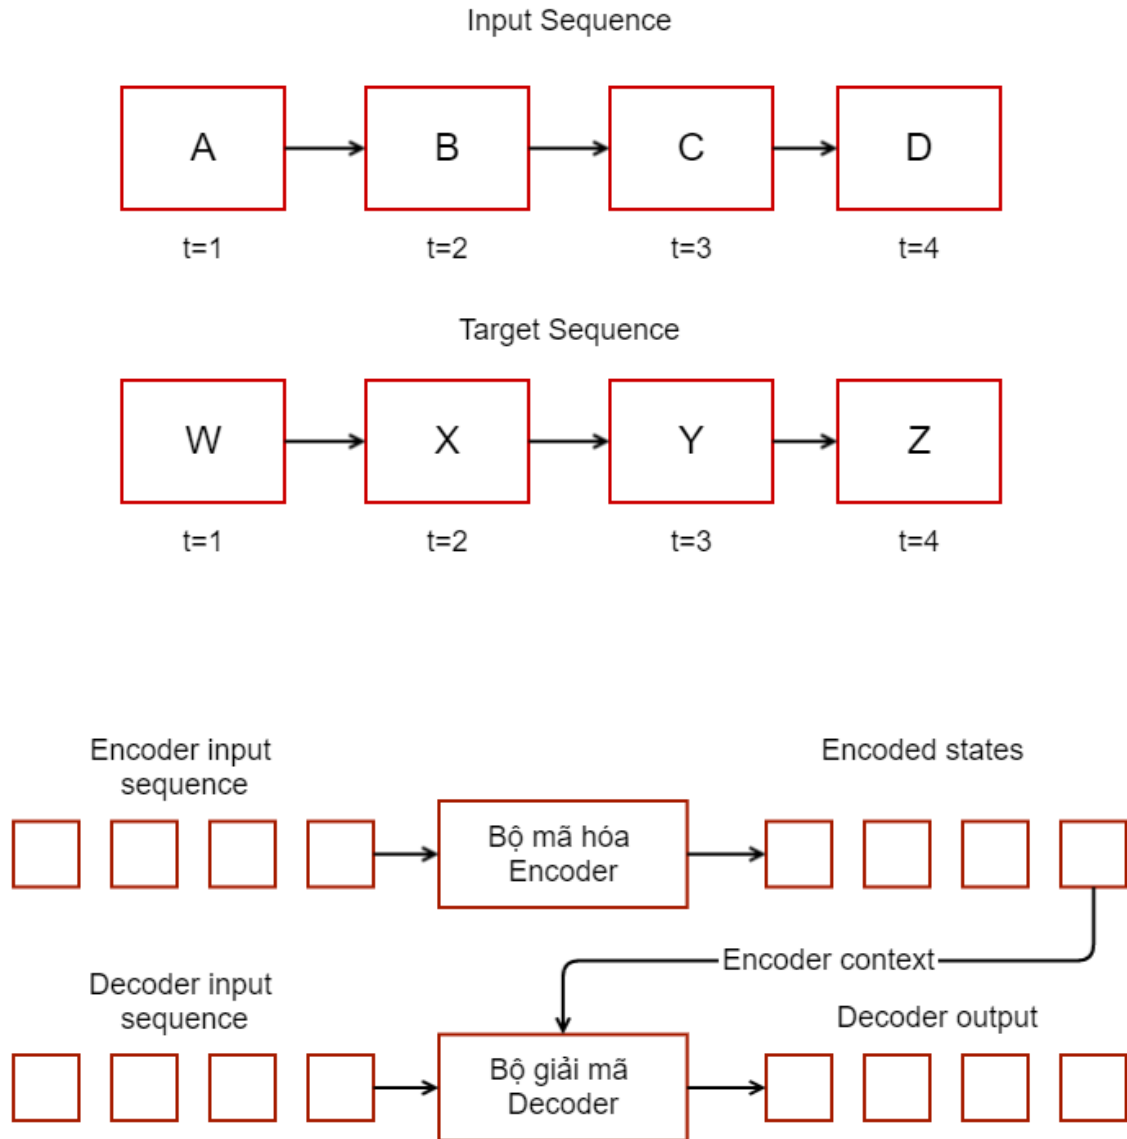 Input Sequence
A B C D
t=1 t=2 t=3 t=4
Target Sequence
W X Y Z
t=1 t=2 t=3 t=4
Encoder input
sequence
Bộ mã hóa
Encoder
Encoded states
Encoder context
Decoder input
sequence
Bộ giải mã
Decoder
Decoder output